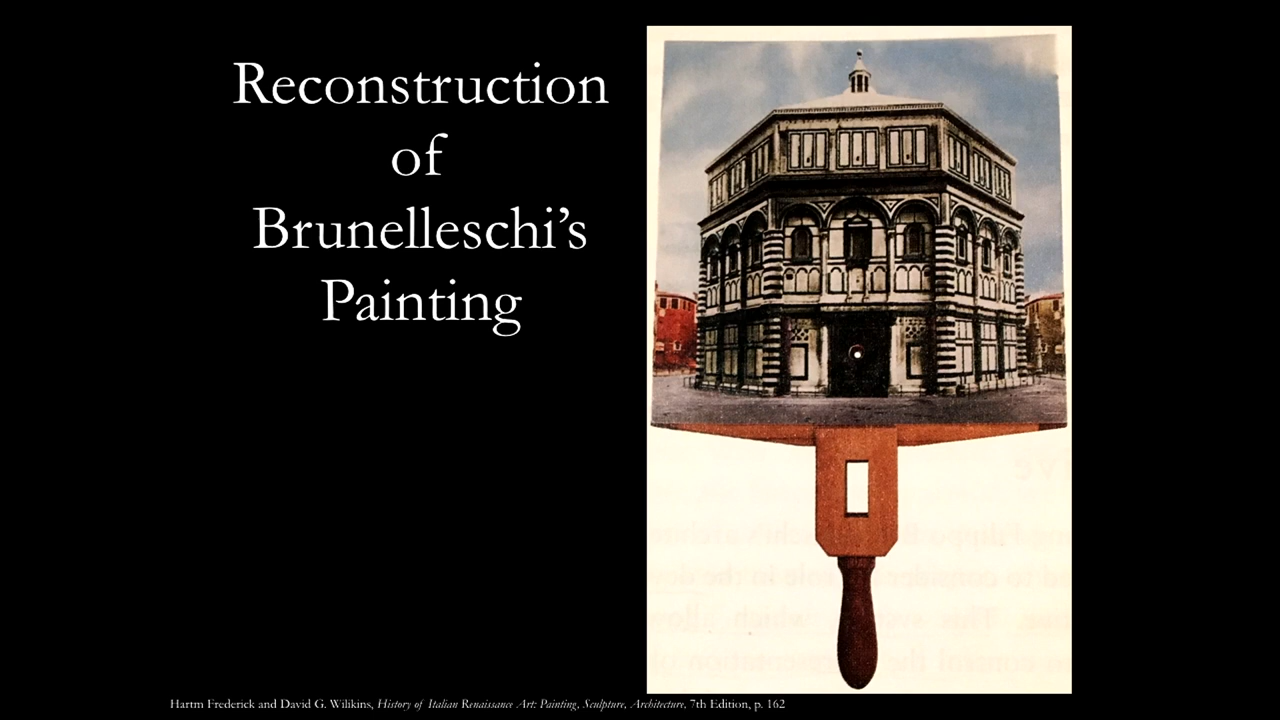 Reconstruction
of
Brunelleschi’s
Painting
Hartm Frederick and David G. Wilikins, History of Italian Renaissance Art: Painting, Sculpture, Architecture, 7th Edition, p. 162